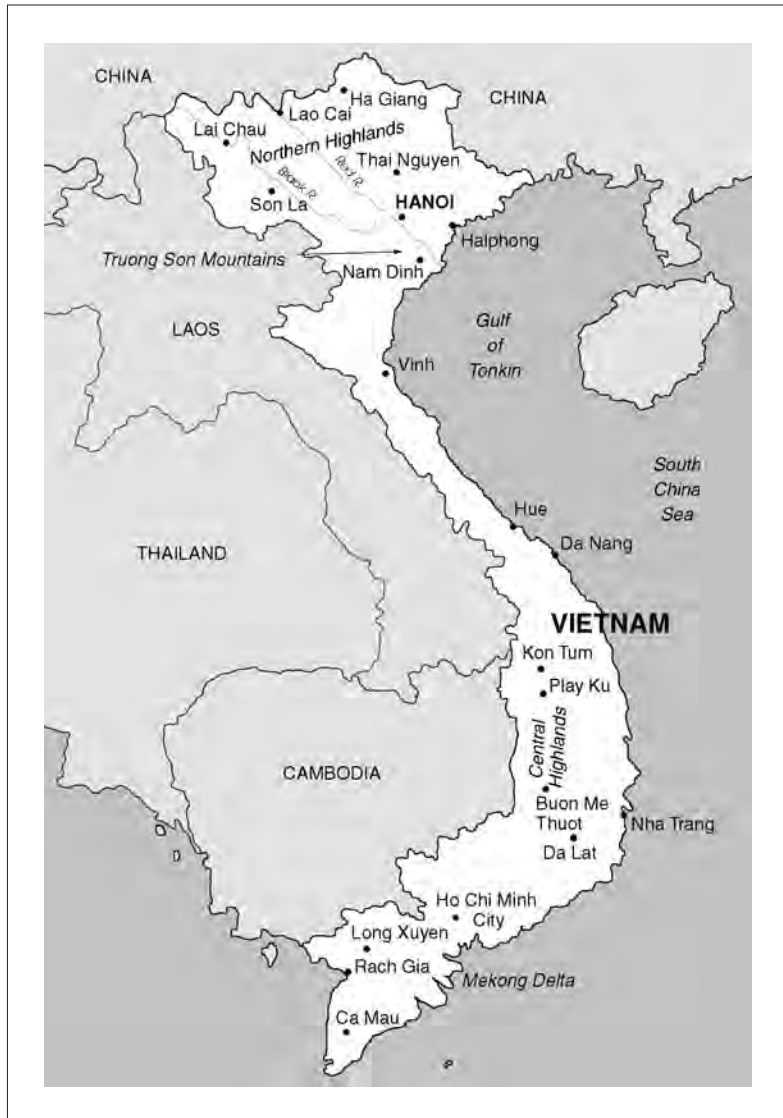 CHINA
CHINA
Ha Giang
Lao Cai
Lai Chau
Northern Highlands
Thai Nguyen
Red R.
Black R.
Son La
HANOI
Haiphong
Truong Son Mountains
Nam Dinh
LAOS
Gulf
of
Tonkin
Vinh
South
China
Sea
Hue
THAILAND
Da Nang
VIETNAM
Kon Tum
Play Ku
Central
Highlands
CAMBODIA
Buon Me
Thuot
Nha Trang
Da Lat
Ho Chi Minh
City
Long Xuyen
Rach Gia
Mekong Delta
Ca Mau